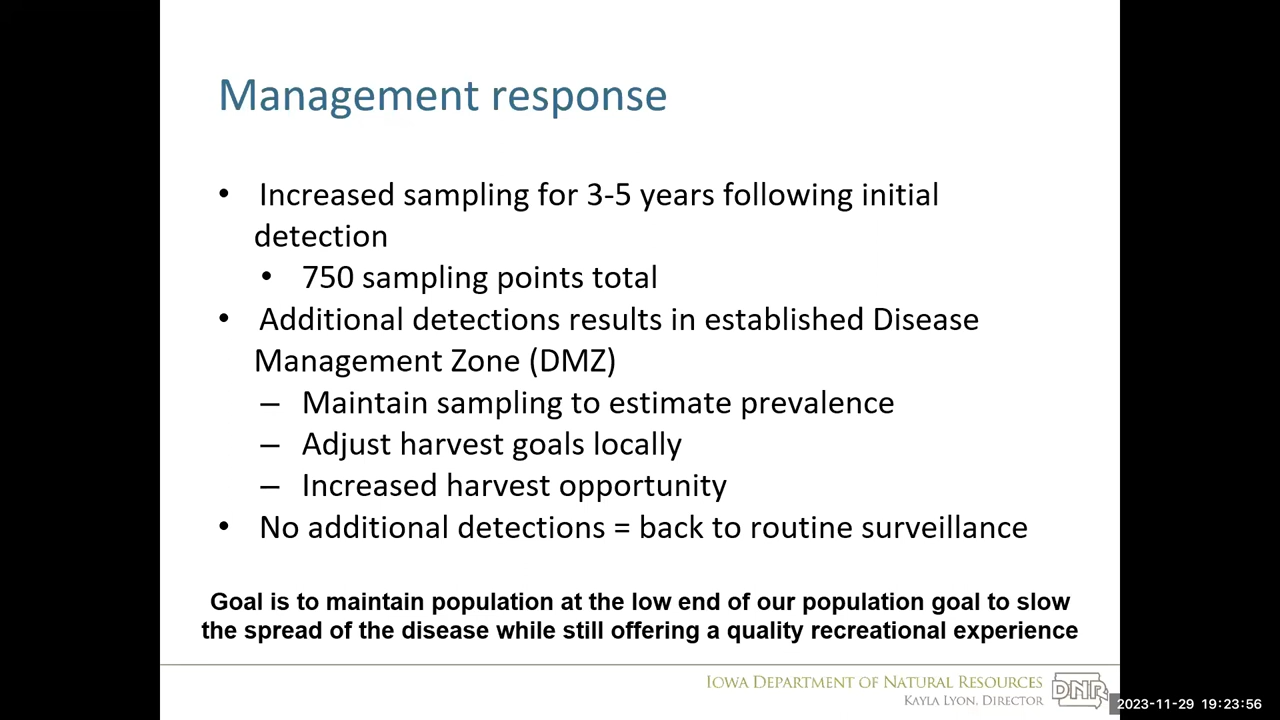 Management response
• Increased sampling for 3-5 years following initial
detection
• 750 sampling points total
• Additional detections results in established Disease
Management Zone (DMZ)
– Maintain sampling to estimate prevalence
– Adjust harvest goals locally
– Increased harvest opportunity
• No additional detections = back to routine surveillance
Goal is to maintain population at the low end of our population goal to slow
the spread of the disease while still offering a quality recreational experience
Iowa Department of Natural Resources
Kayla Lyon, Director
DNR
2023-11-29 19:23:56